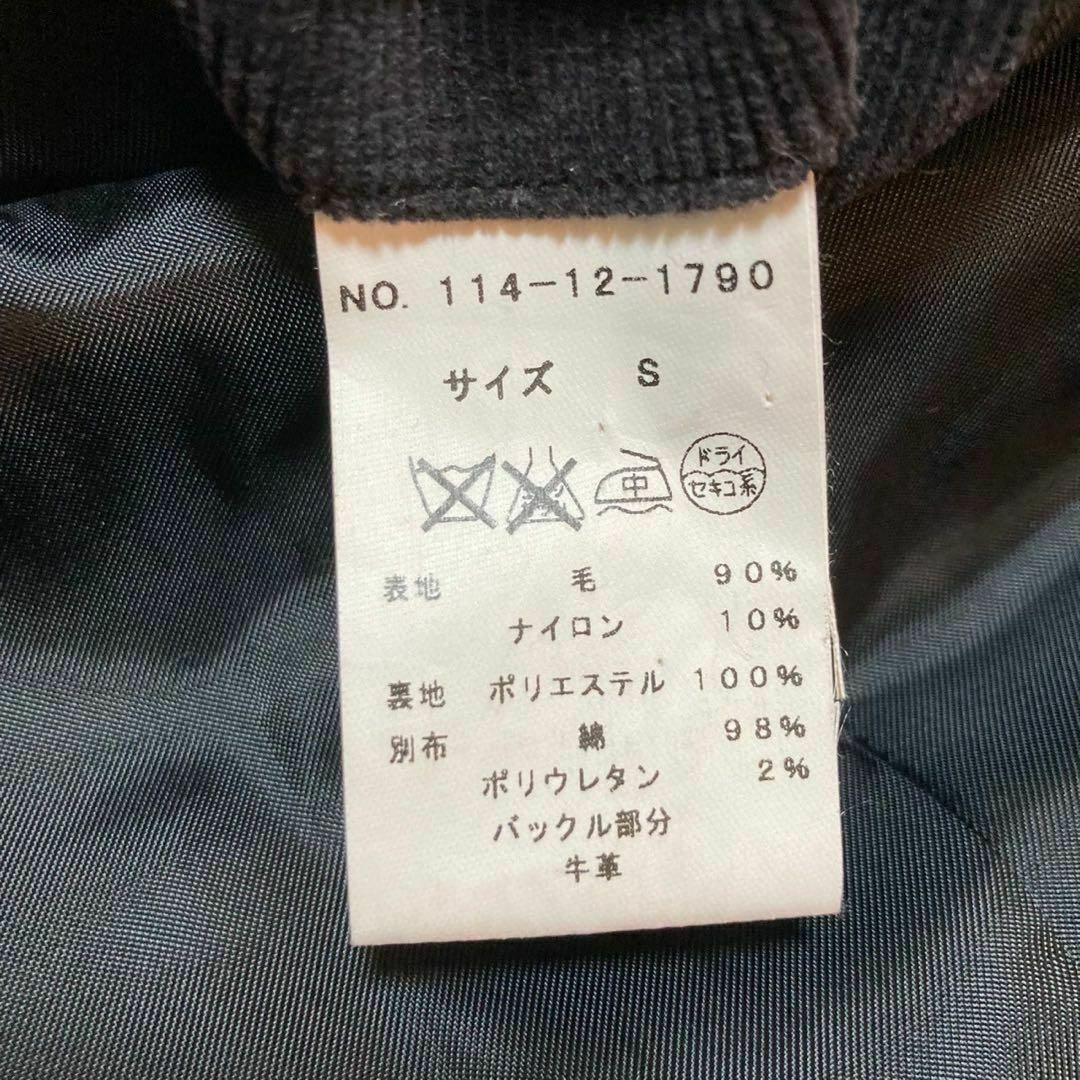 NO. 114-12-1790
サイズ S
中 ドライ
セキユ系
表地 毛 90%
ナイロン 10%
裏地 ポリエステル 100%
別布 綿 98%
ポリウレタン 2%
バックル部分
牛革